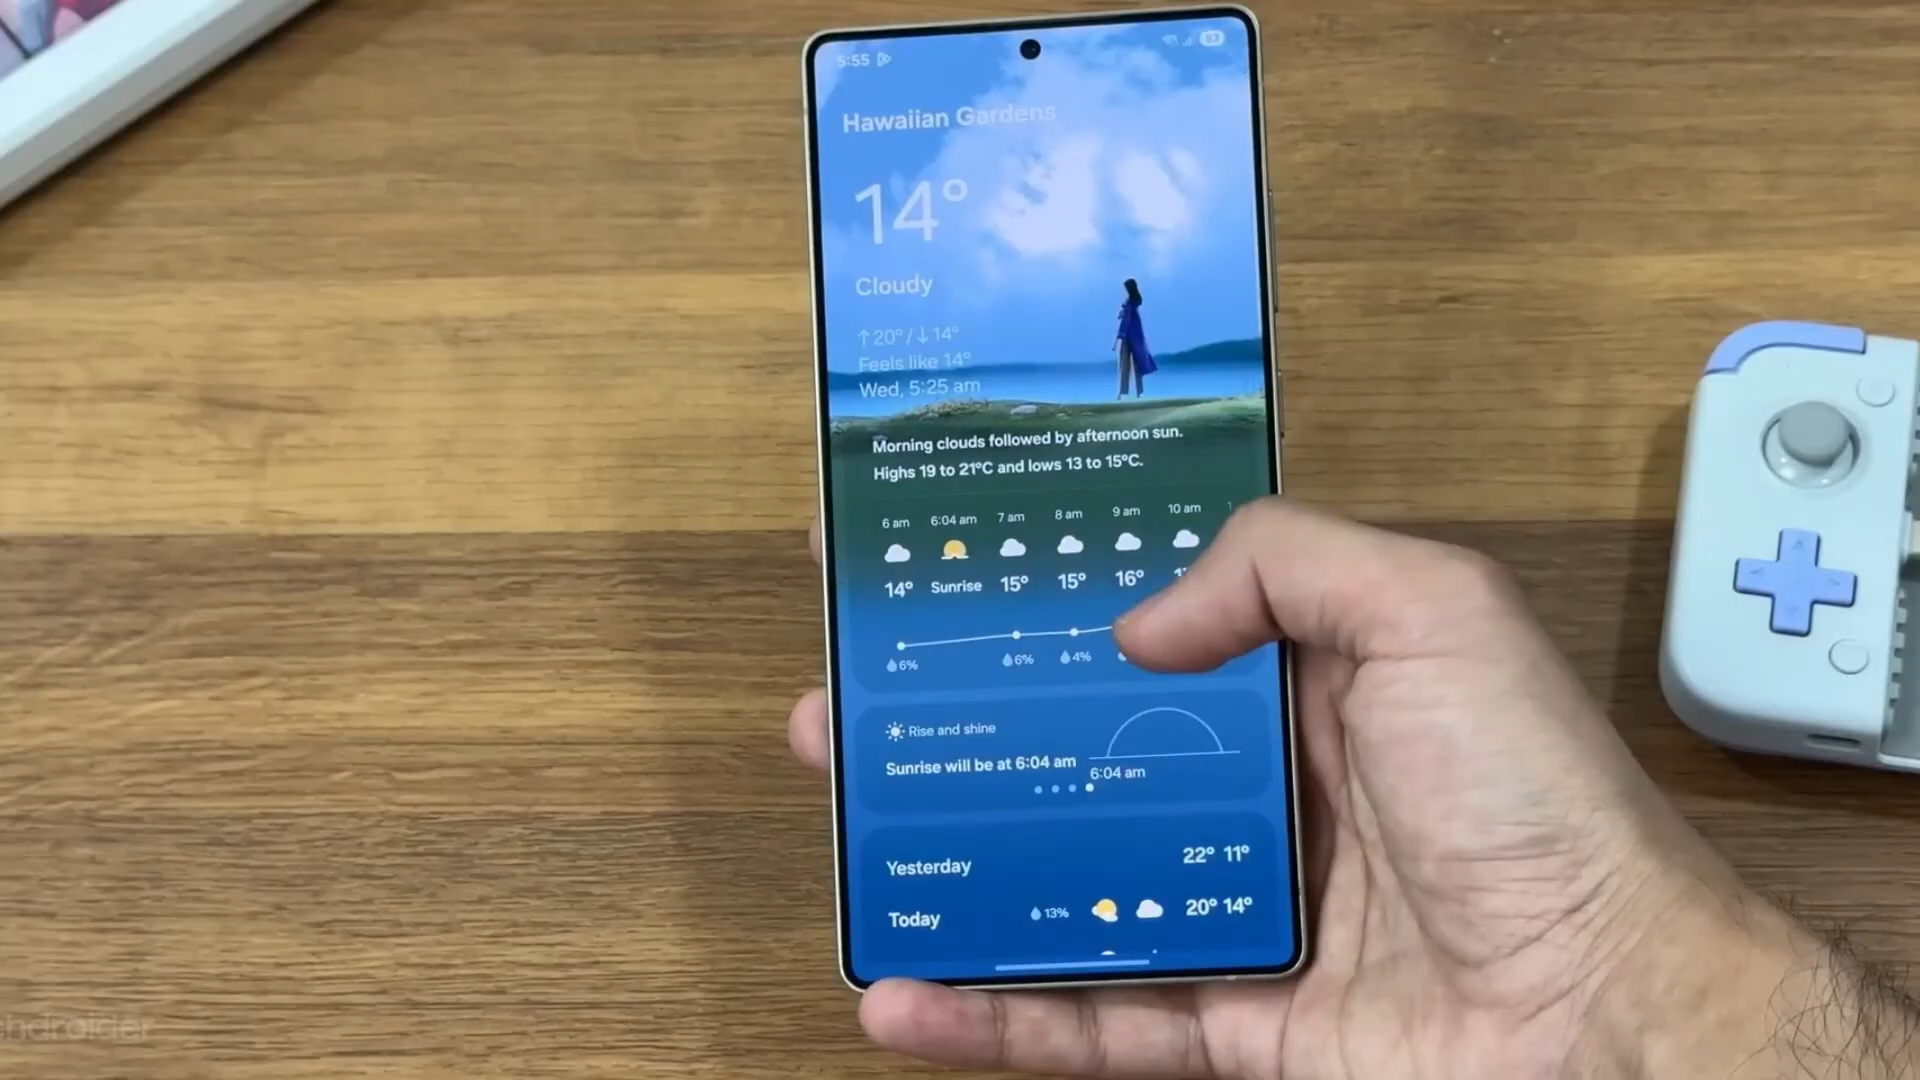 5:55
93
Hawaiian Gardens
14°
Cloudy
↑20°/↓14°
Feels like 14°
Wed, 5:25 am
Morning clouds followed by afternoon sun.
Highs 19 to 21°C and lows 13 to 15°C.
6 am 6:04 am 7 am 8 am 9 am 10 am
14° Sunrise 15° 15° 16°
6% 6% 4%
Rise and shine
Sunrise will be at 6:04 am
6:04 am
Yesterday 22° 11°
Today 13% 20° 14°